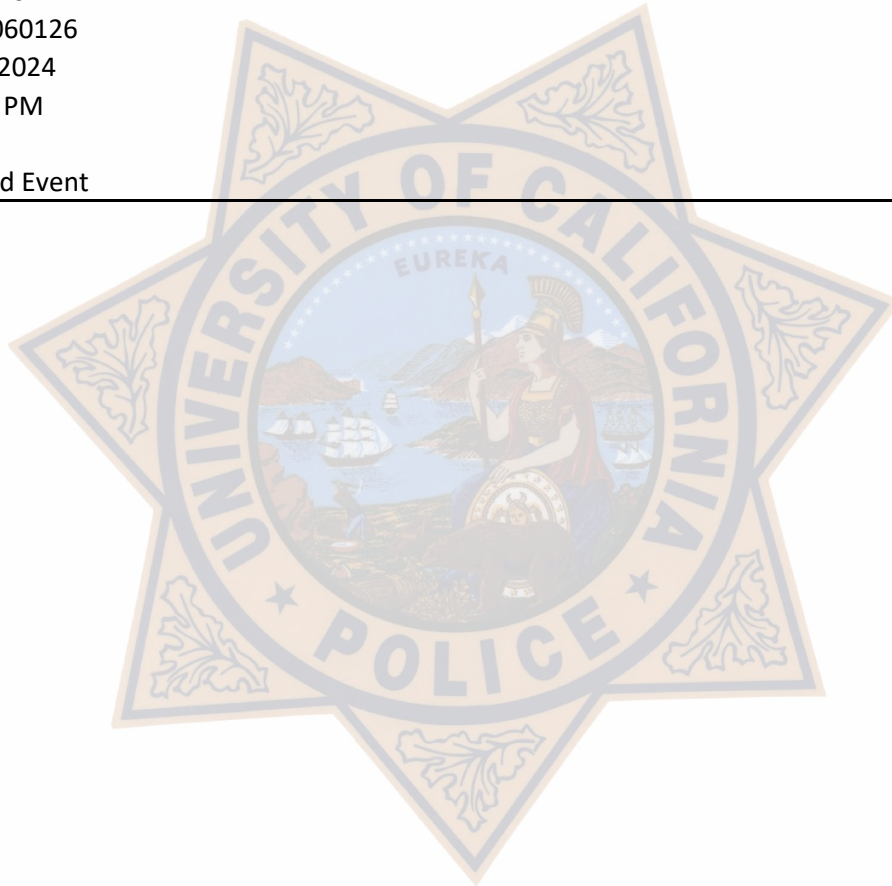 060126
2024
PM
d Event
UNIVERSITY OF CALIFORNIA
EUREKA
POLICE